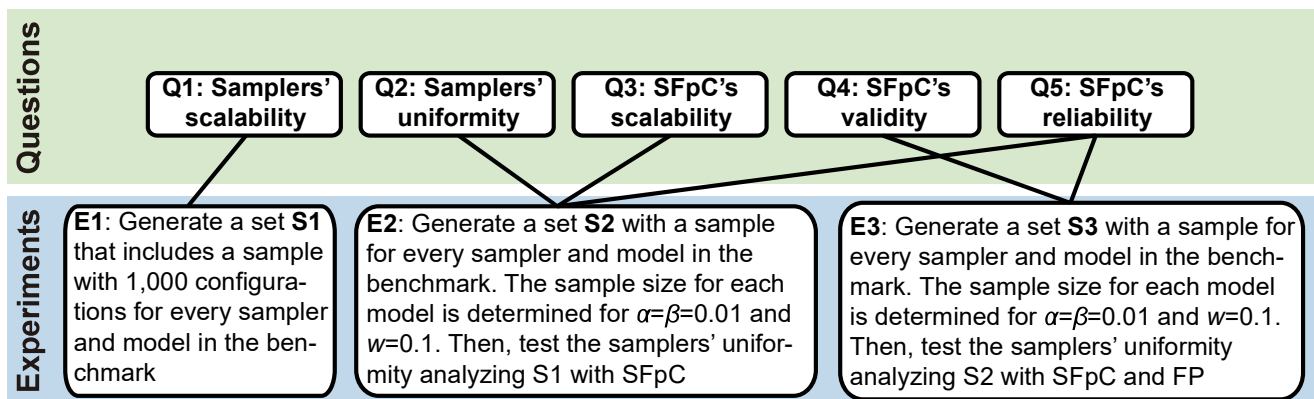 Questions
Q1: Samplers’
scalability
Q2: Samplers’
uniformity
Q3: SFpC’s
scalability
Q4: SFpC’s
validity
Q5: SFpC’s
reliability
Experiments
E1: Generate a set S1
that includes a sample
with 1,000 configura-
tions for every sampler
and model in the ben-
chmark
E2: Generate a set S2 with a sample
for every sampler and model in the
benchmark. The sample size for each
model is determined for α=β=0.01 and
w=0.1. Then, test the samplers’ unifor-
mity analyzing S1 with SFpC
E3: Generate a set S3 with a sample for
every sampler and model in the bench-
mark. The sample size for each model
is determined for α=β=0.01 and w=0.1.
Then, test the samplers’ uniformity
analyzing S2 with SFpC and FP